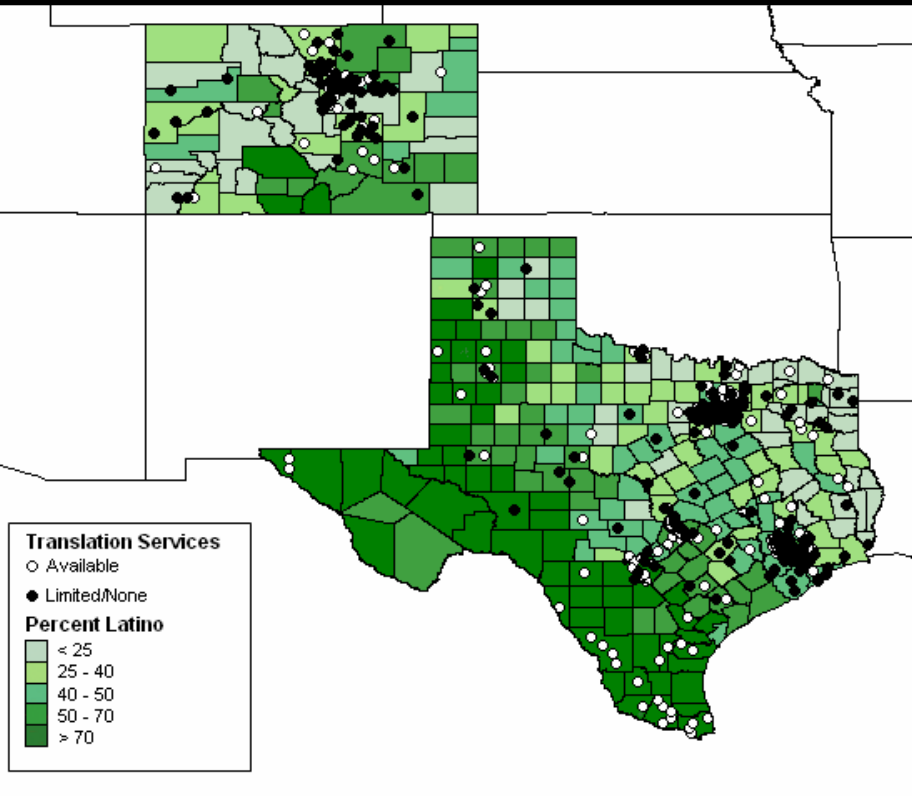 Translation Services
Available
Limited/None
Percent Latino
< 25
25 - 40
40 - 50
50 - 70
> 70